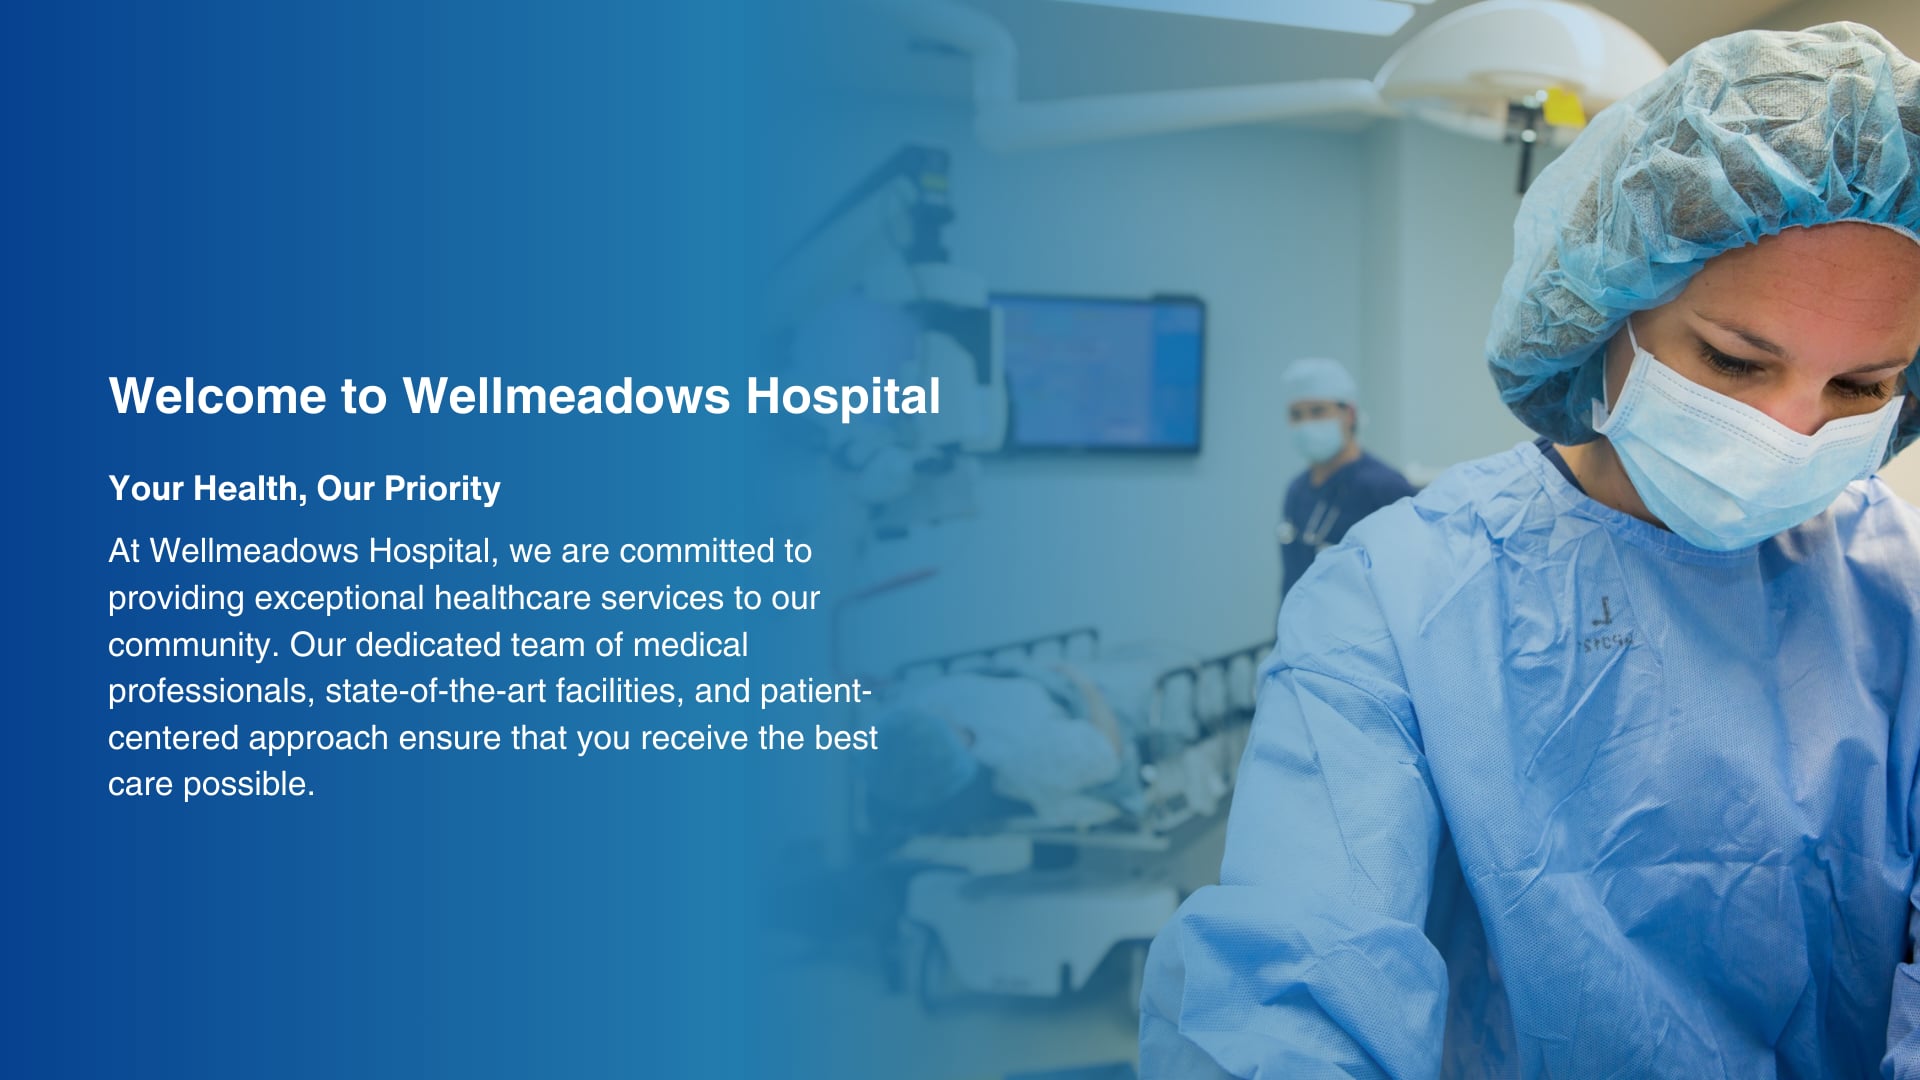 Welcome to Wellmeadows Hospital
Your Health, Our Priority
At Wellmeadows Hospital, we are committed to
providing exceptional healthcare services to our
community. Our dedicated team of medical
professionals, state-of-the-art facilities, and patient-
centered approach ensure that you receive the best
care possible.